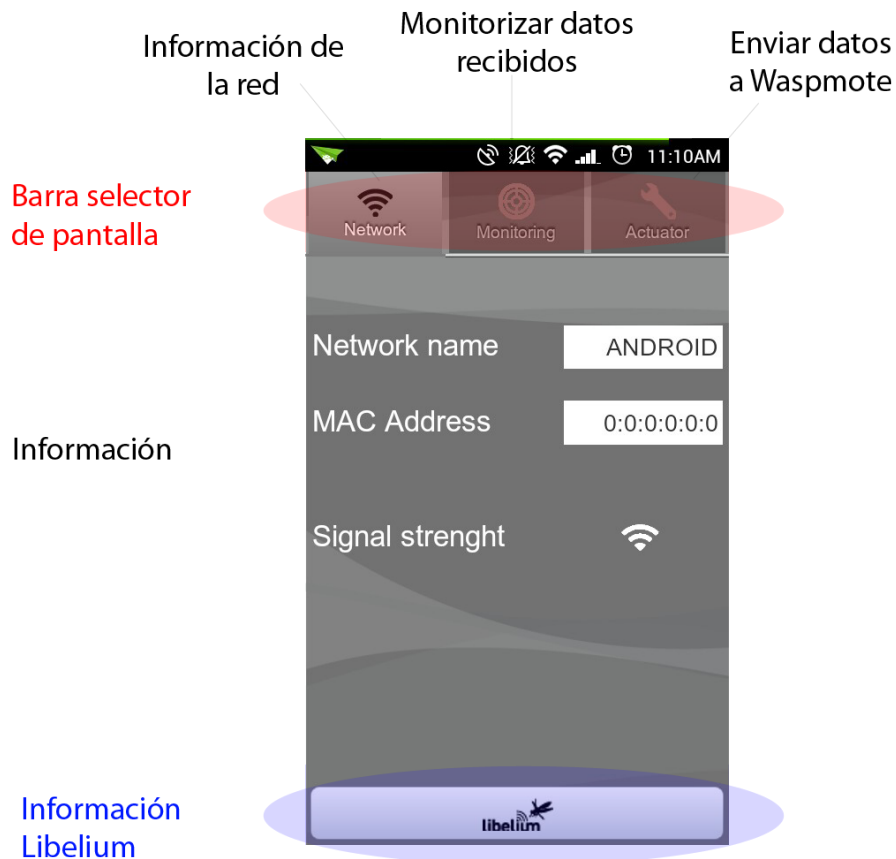 Información de
la red
Monitorizar datos
recibidos
Enviar datos
a Waspmote
11:10AM
Barra selector
de pantalla
Network
Monitoring
Actuator
Network name
ANDROID
MAC Address
0:0:0:0:0:0
Información
Signal strenght
Información
Libelium
libelium